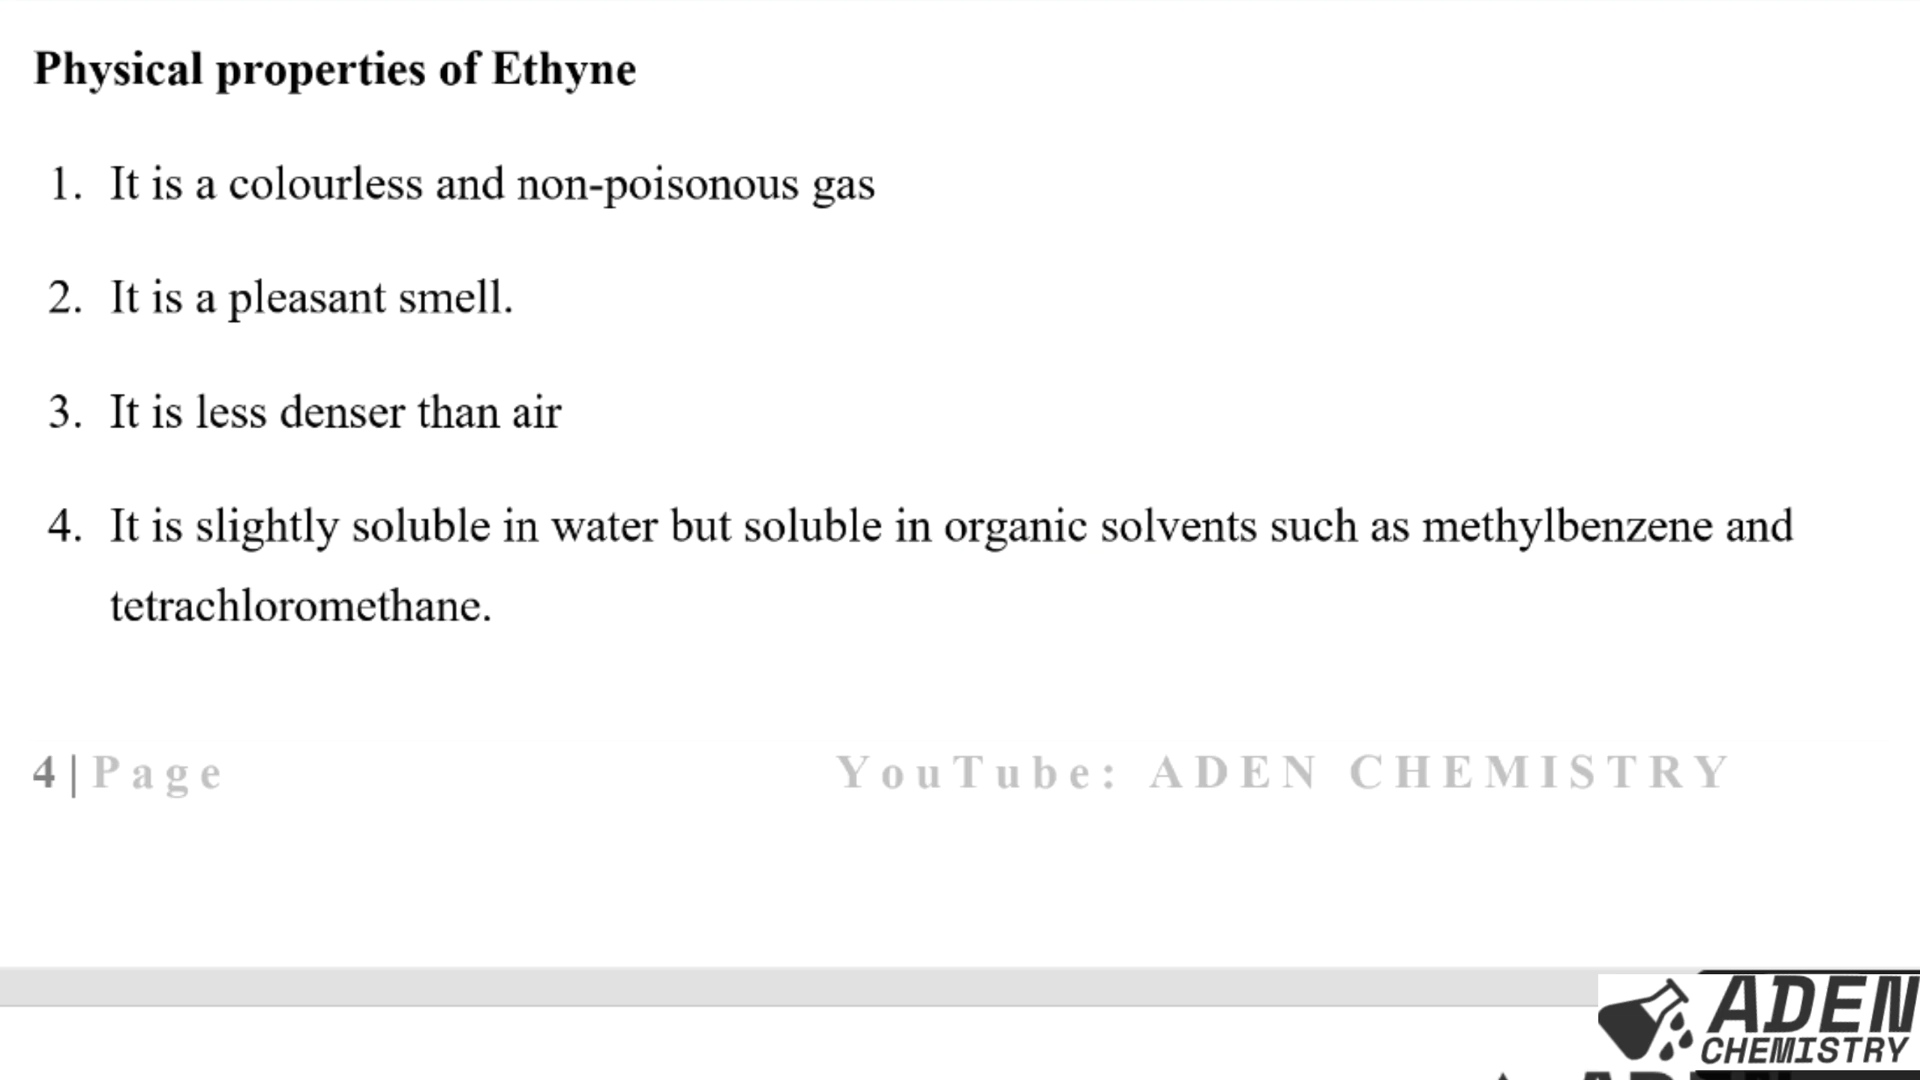 Physical properties of Ethyne
1. It is a colourless and non-poisonous gas
2. It is a pleasant smell.
3. It is less denser than air
4. It is slightly soluble in water but soluble in organic solvents such as methylbenzene and
tetrachloromethane.
4 | Page YouTube: ADEN CHEMISTRY
ADEN
CHEMISTRY